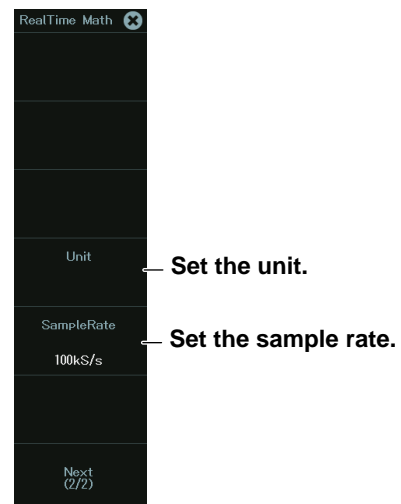 RealTime Math
Unit
Set the unit.
SampleRate
100kS/s
Set the sample rate.
Next
(2/2)